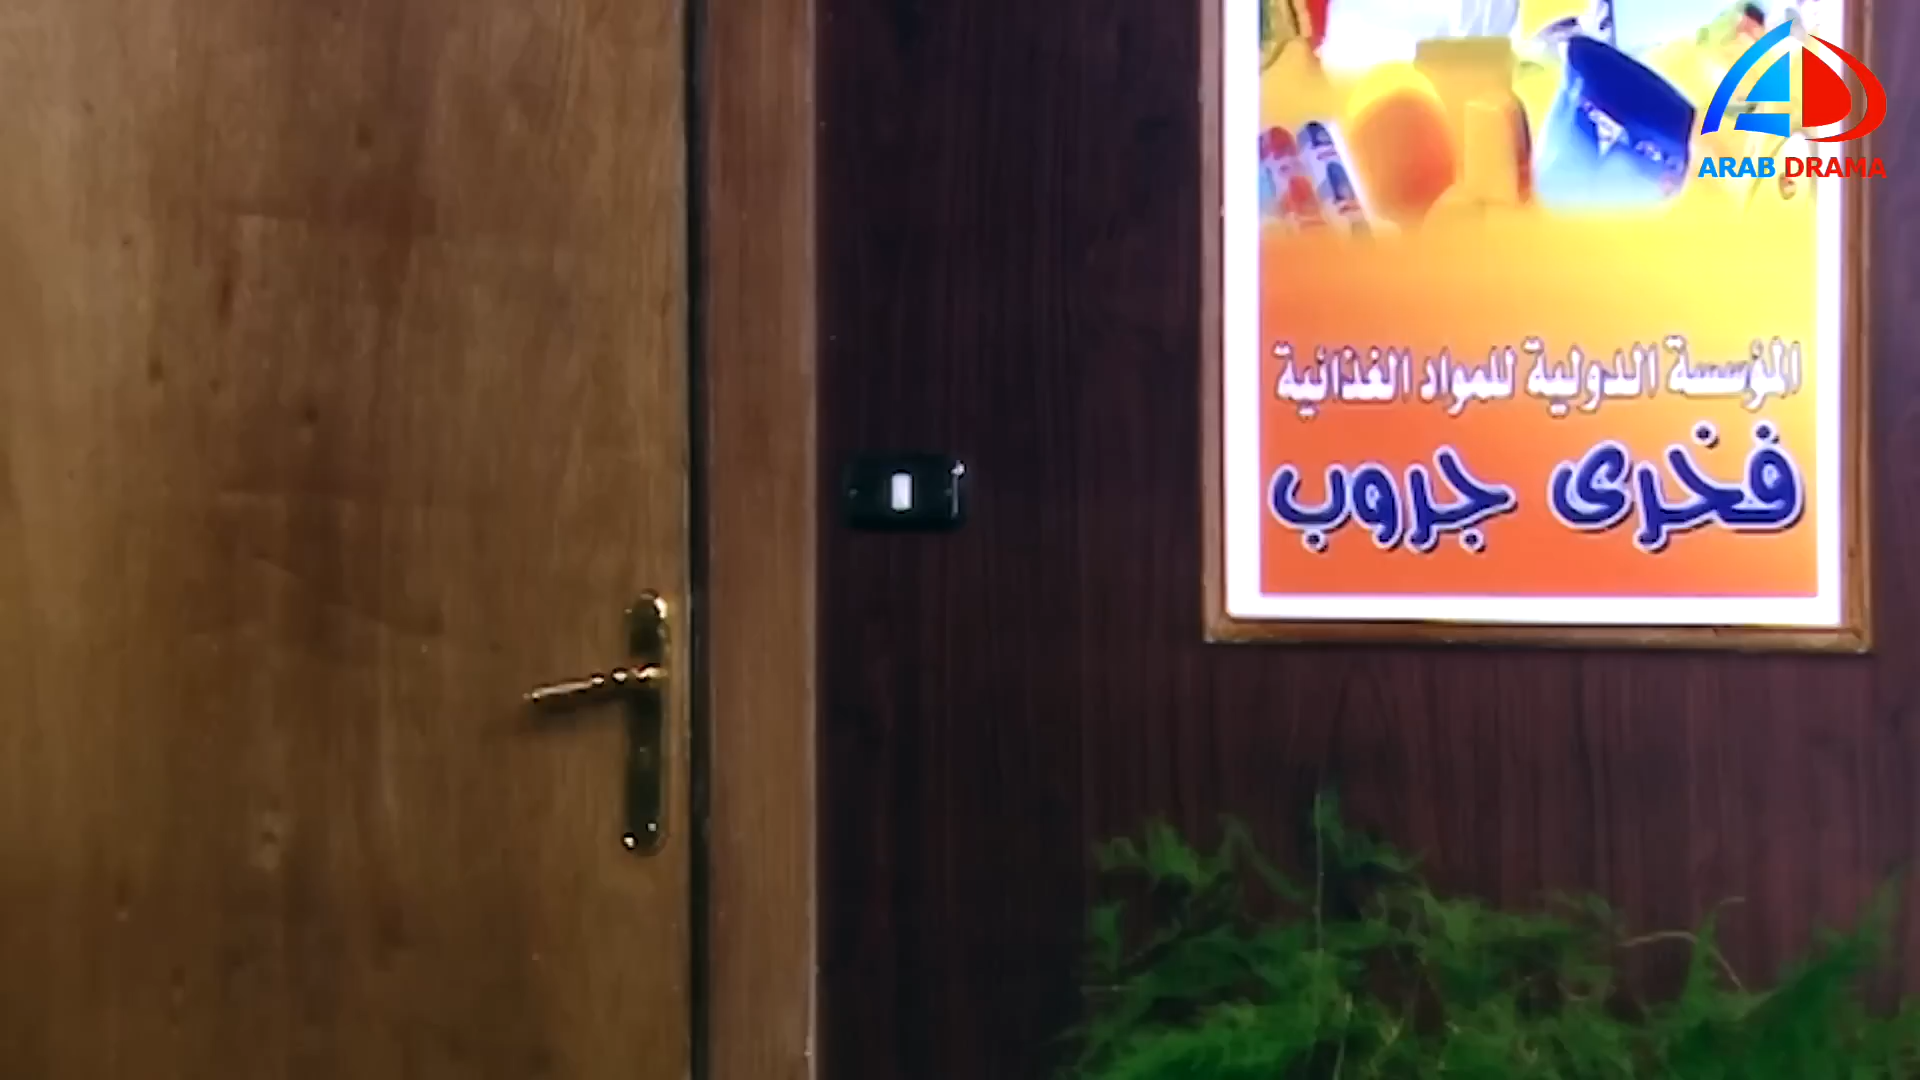 ARAB DRAMA
المؤسسة الدولية للمواد الغذائية
فخرى جروب